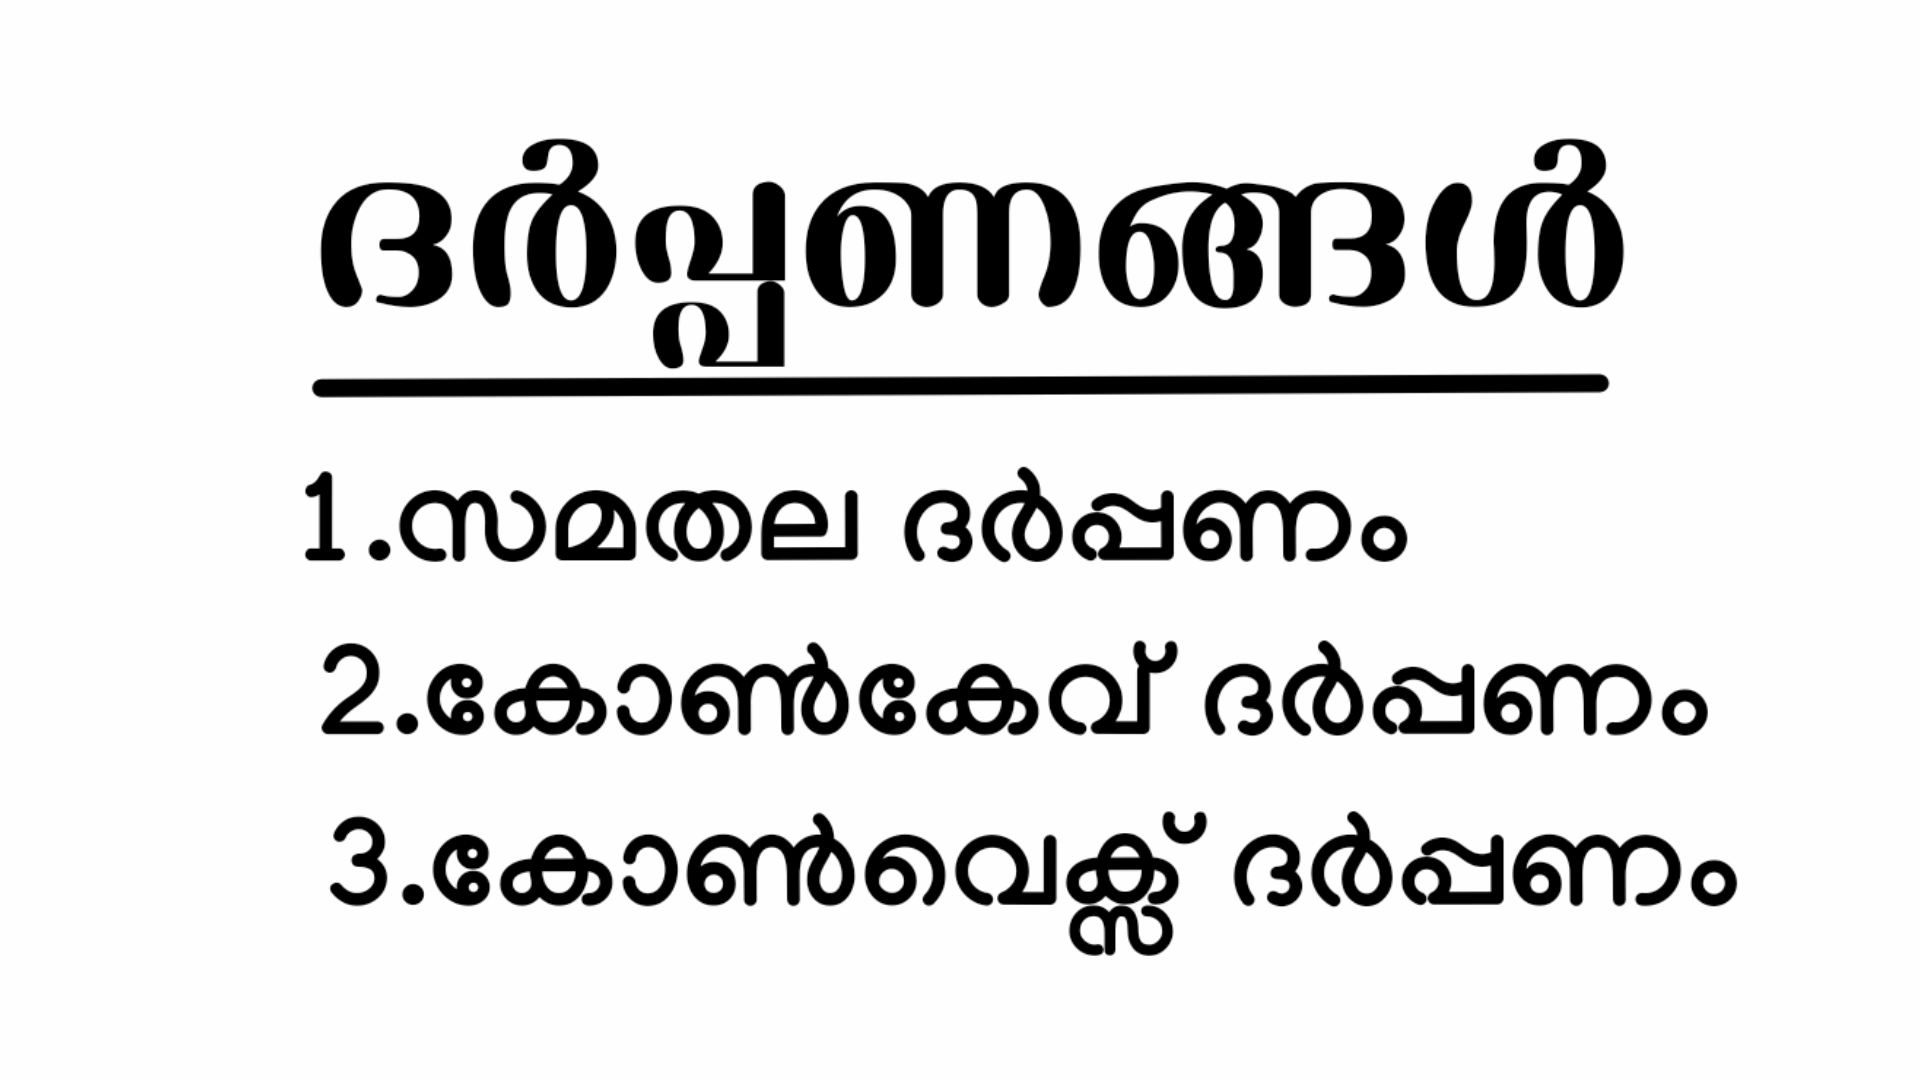 ദർപ്പണങ്ങൾ
1.സമതല ദർപ്പണം
2.കോൺകേവ് ദർപ്പണം
3.കോൺവെക്സ് ദർപ്പണം